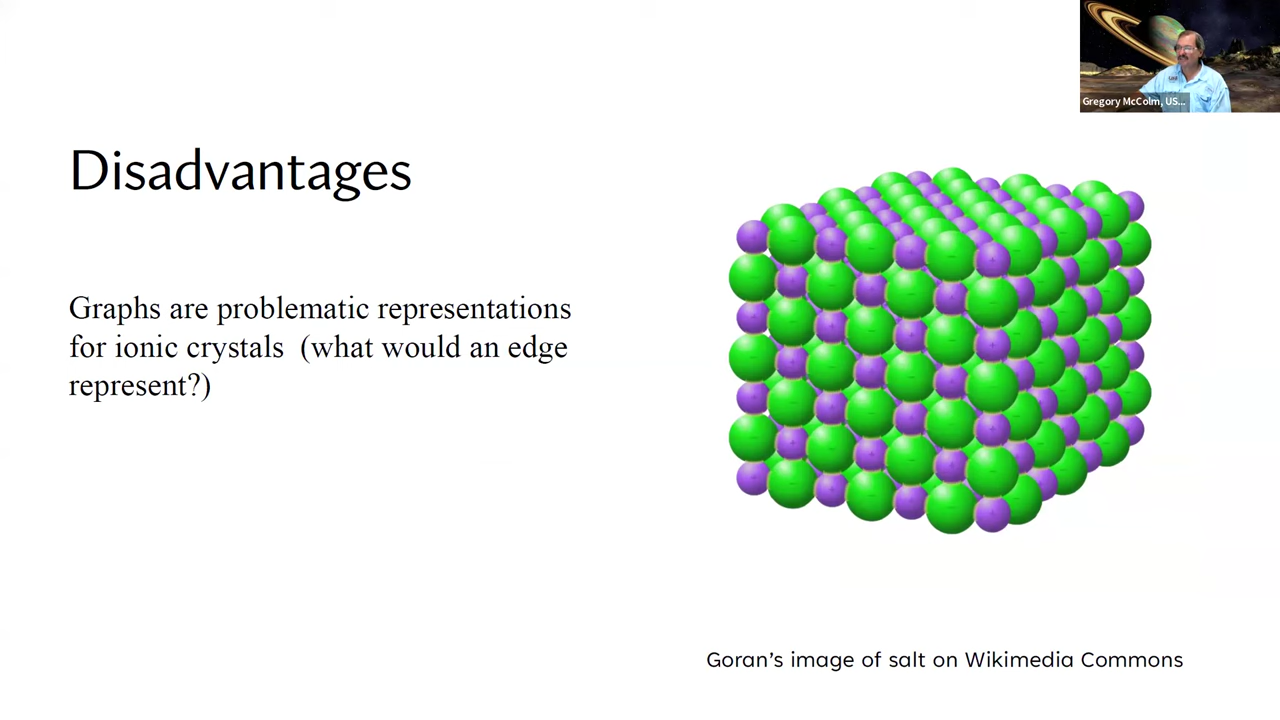 Gregory McColm, US...
Disadvantages
Graphs are problematic representations
for ionic crystals (what would an edge
represent?)
Goran's image of salt on Wikimedia Commons